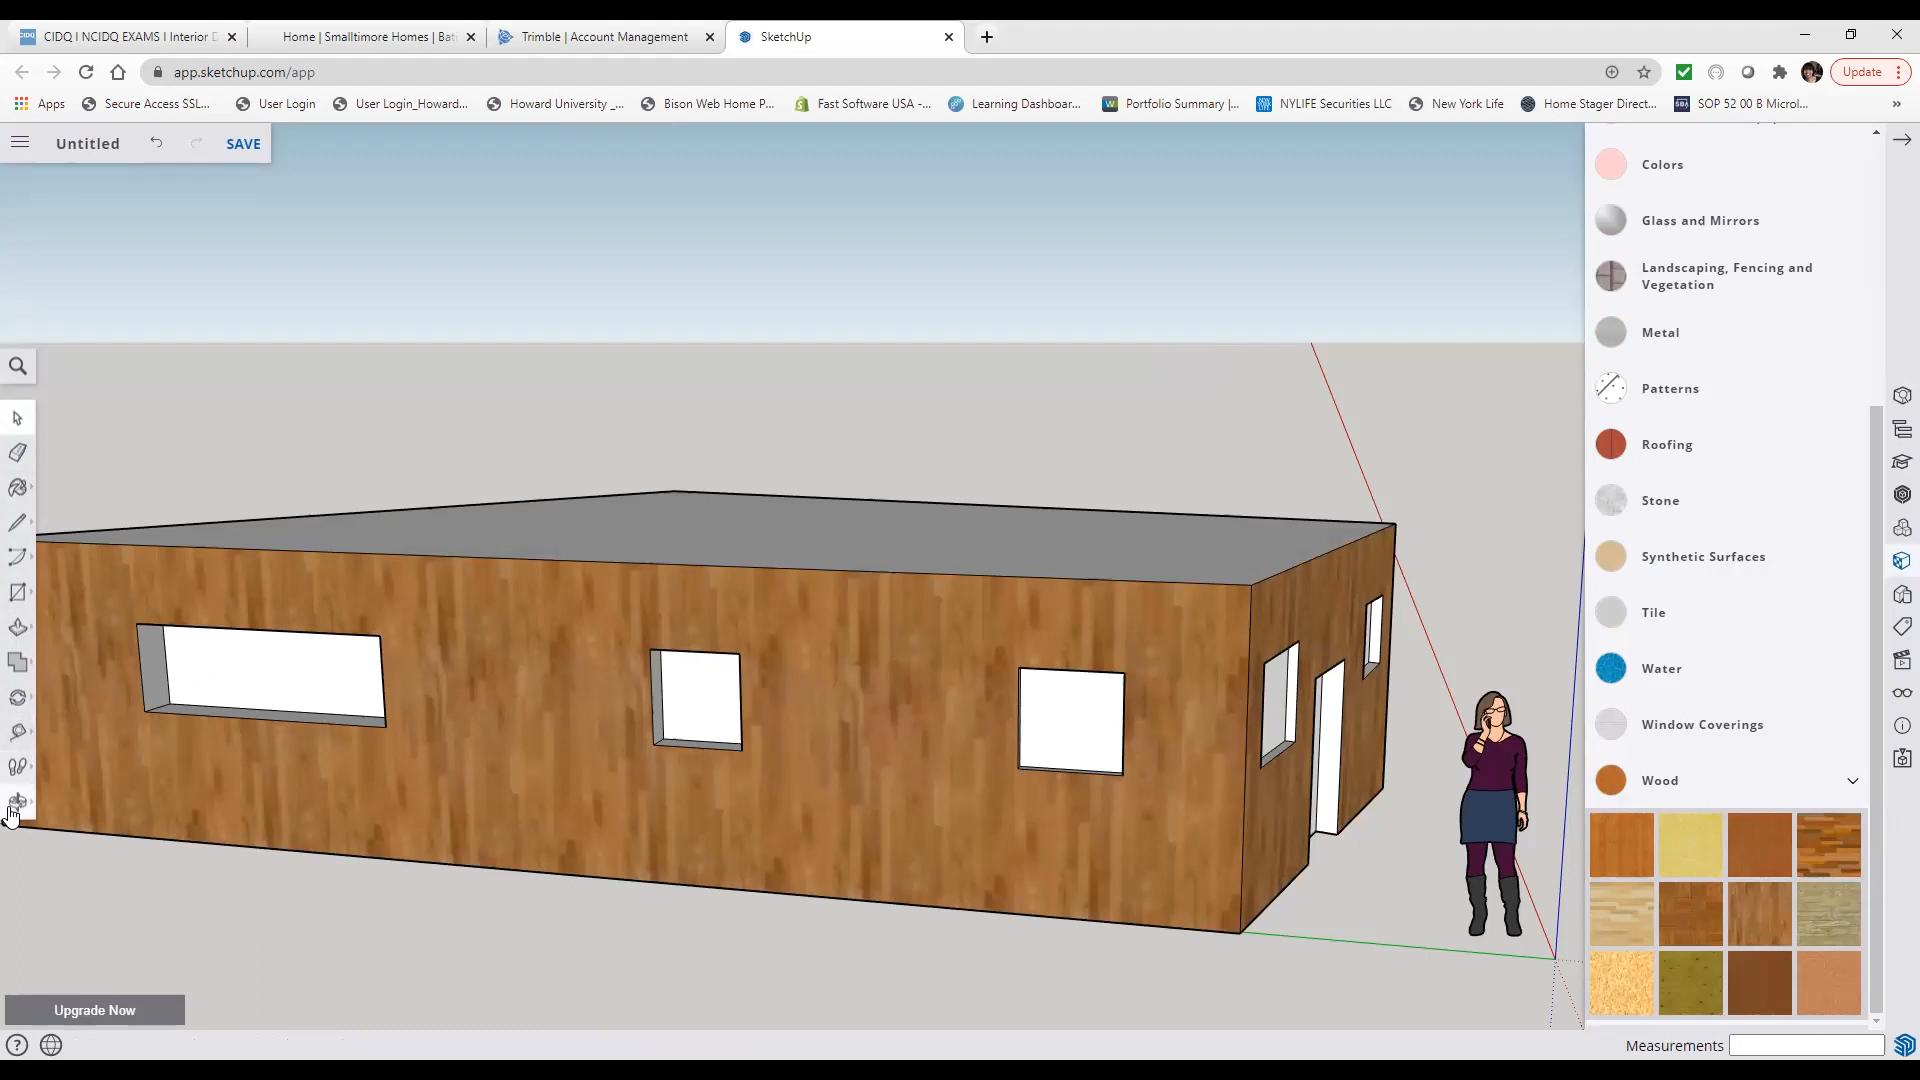 CIDQ I NCIDQ EXAMS I Interior D
Home | Smalltimore Homes | Balt
Trimble | Account Management
SketchUp
app.sketchup.com/app
Update
Apps
Secure Access SSL...
User Login
User Login_Howard...
Howard University _...
Bison Web Home P...
Fast Software USA -...
Learning Dashboar...
Portfolio Summary |...
NYLIFE Securities LLC
New York Life
Home Stager Direct...
SOP 52 00 B Microl...
Untitled
SAVE
Colors
Glass and Mirrors
Landscaping, Fencing and
Vegetation
Metal
Patterns
Roofing
Stone
Synthetic Surfaces
Tile
Water
Window Coverings
Wood
Upgrade Now
Measurements